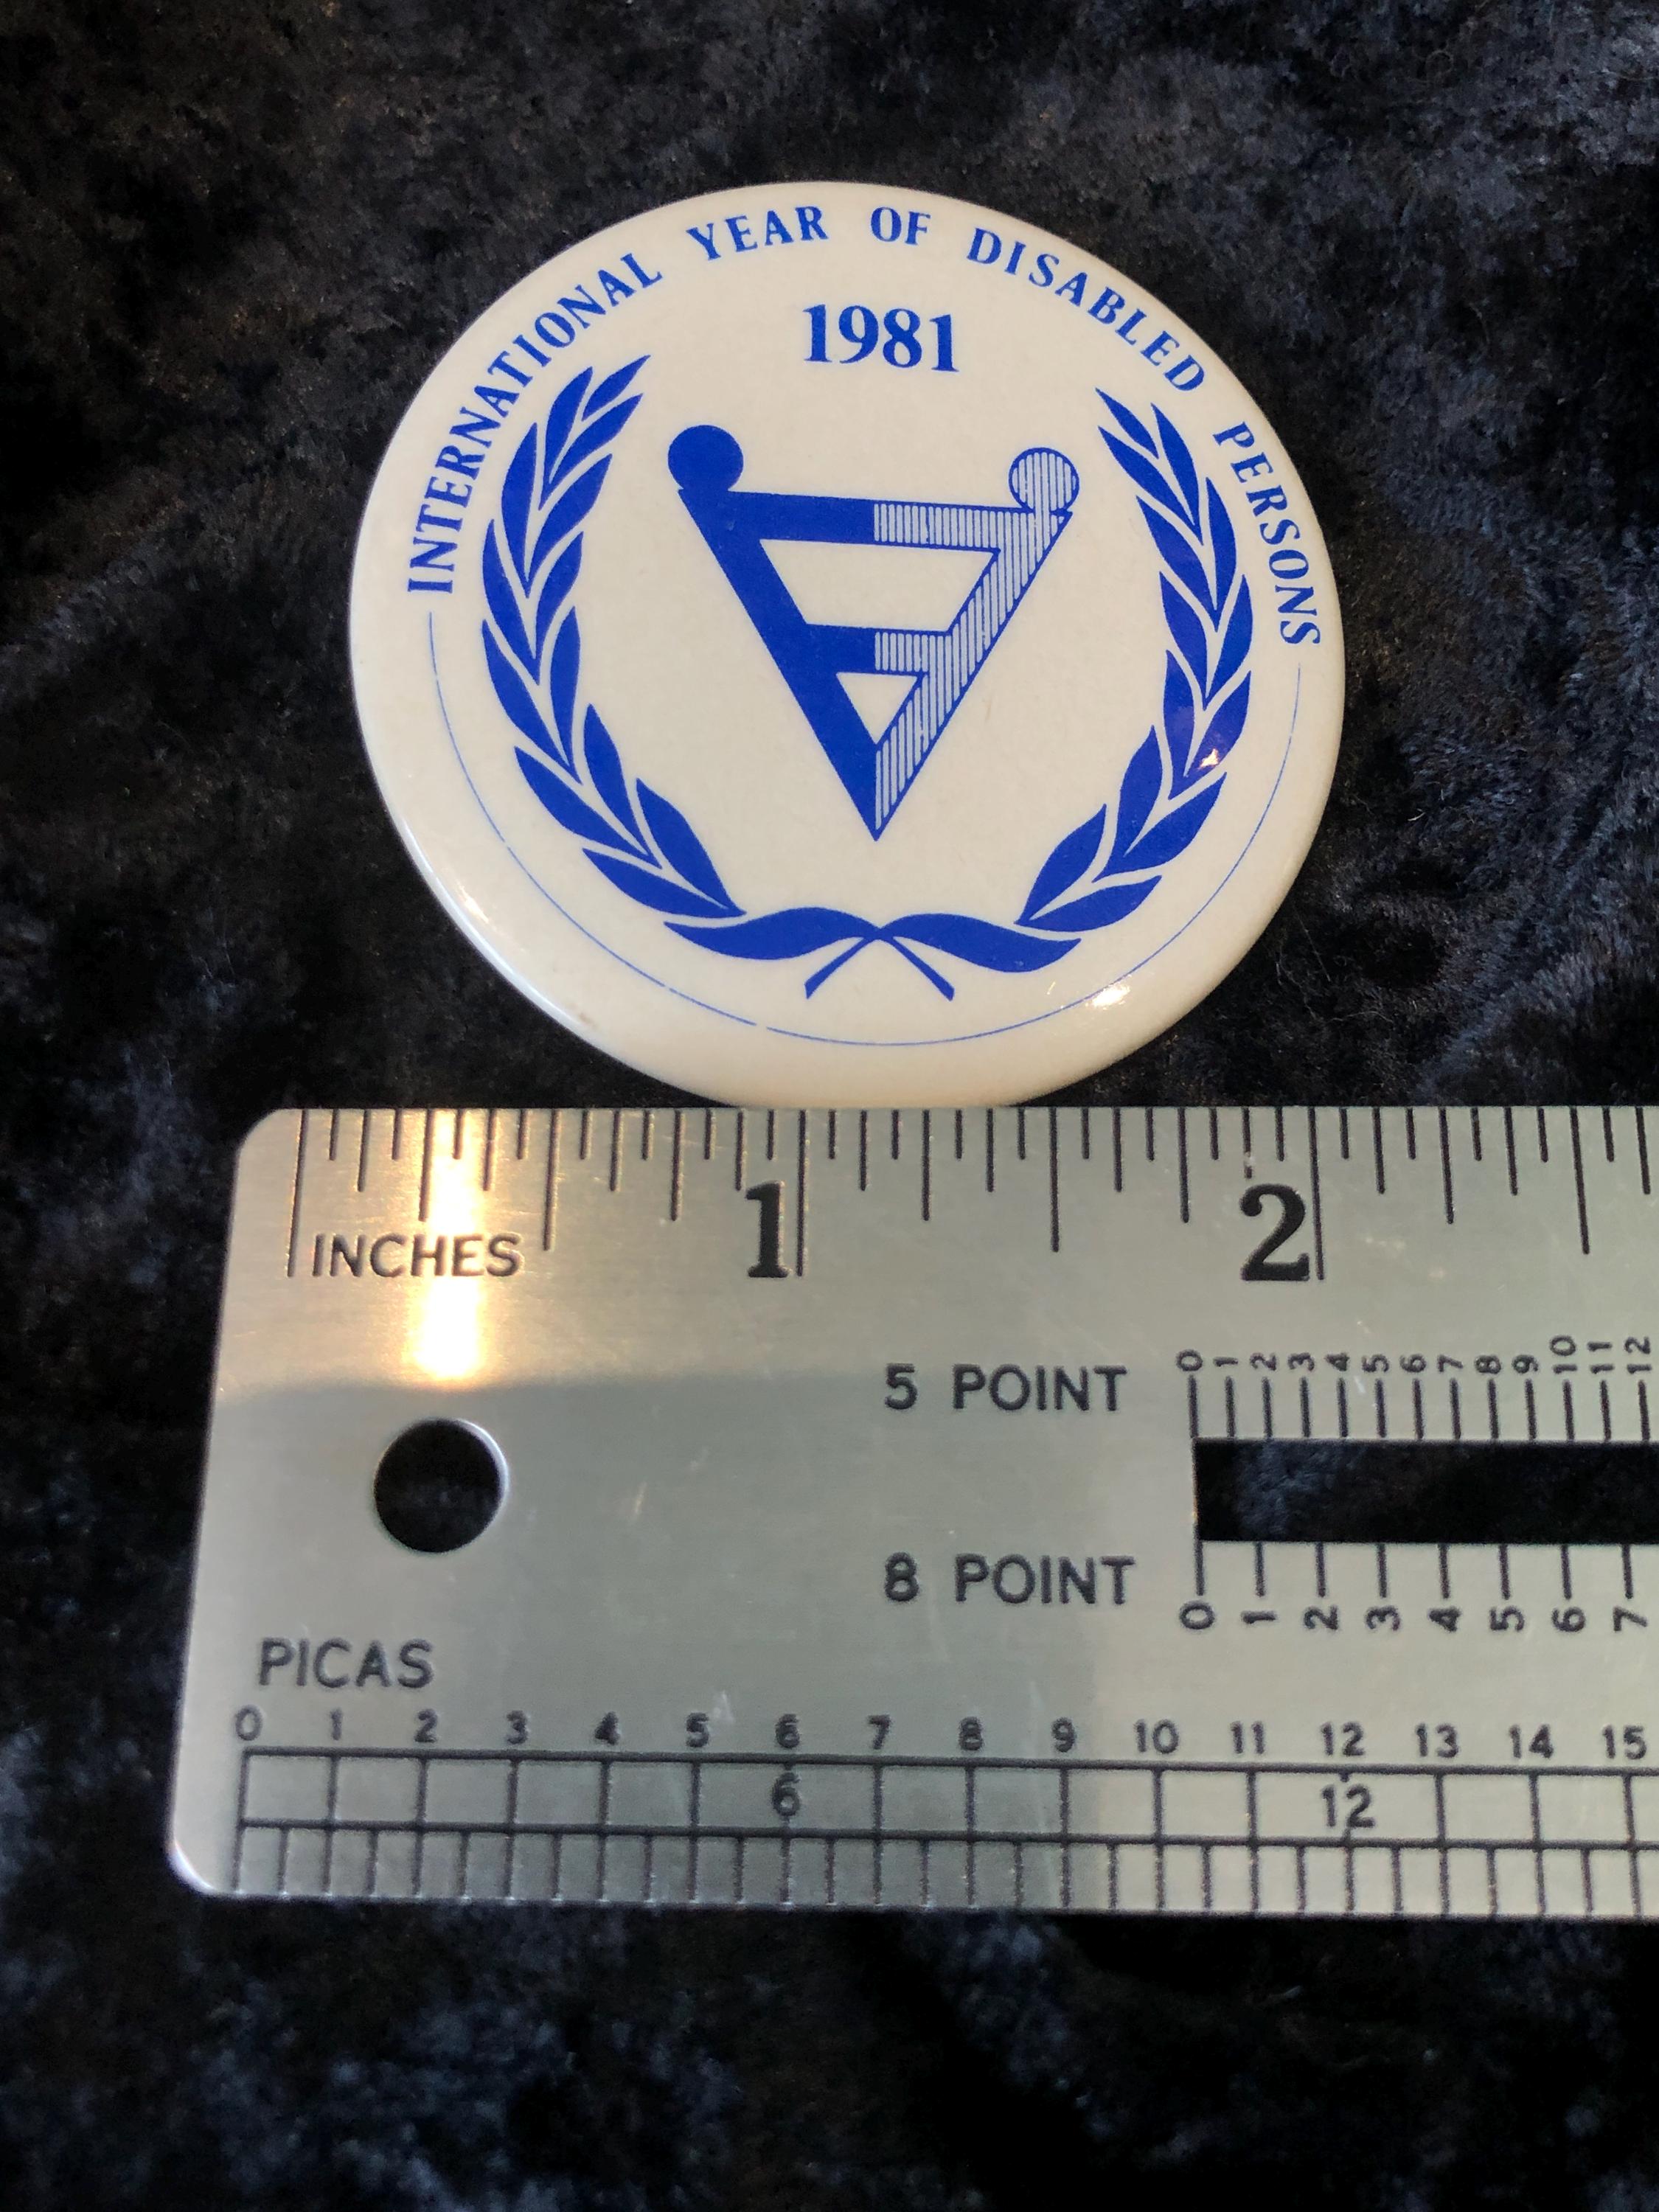 INTERNATIONAL YEAR OF DISABLED PERSONS
1981
INCHES 1 2
5 POINT 0 1 2 3 4 5 6 7 8 9 10 11 12
8 POINT 0 1 2 3 4 5 6 7
PICAS
0 1 2 3 4 5 6 7 8 9 10 11 12 13 14 15
6 12